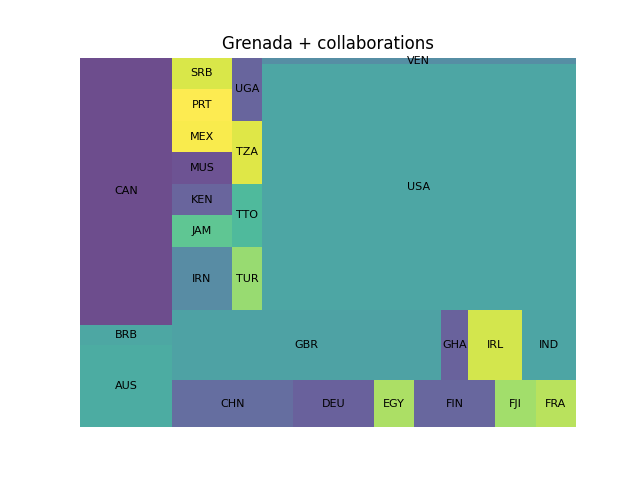 Grenada + collaborations
VEN
SRB
UGA
PRT
MEX
TZA
MUS
USA
CAN
KEN
TTO
JAM
IRN
TUR
BRB
GBR
GHA
IRL
IND
AUS
CHN
DEU
EGY
FIN
FJI
FRA